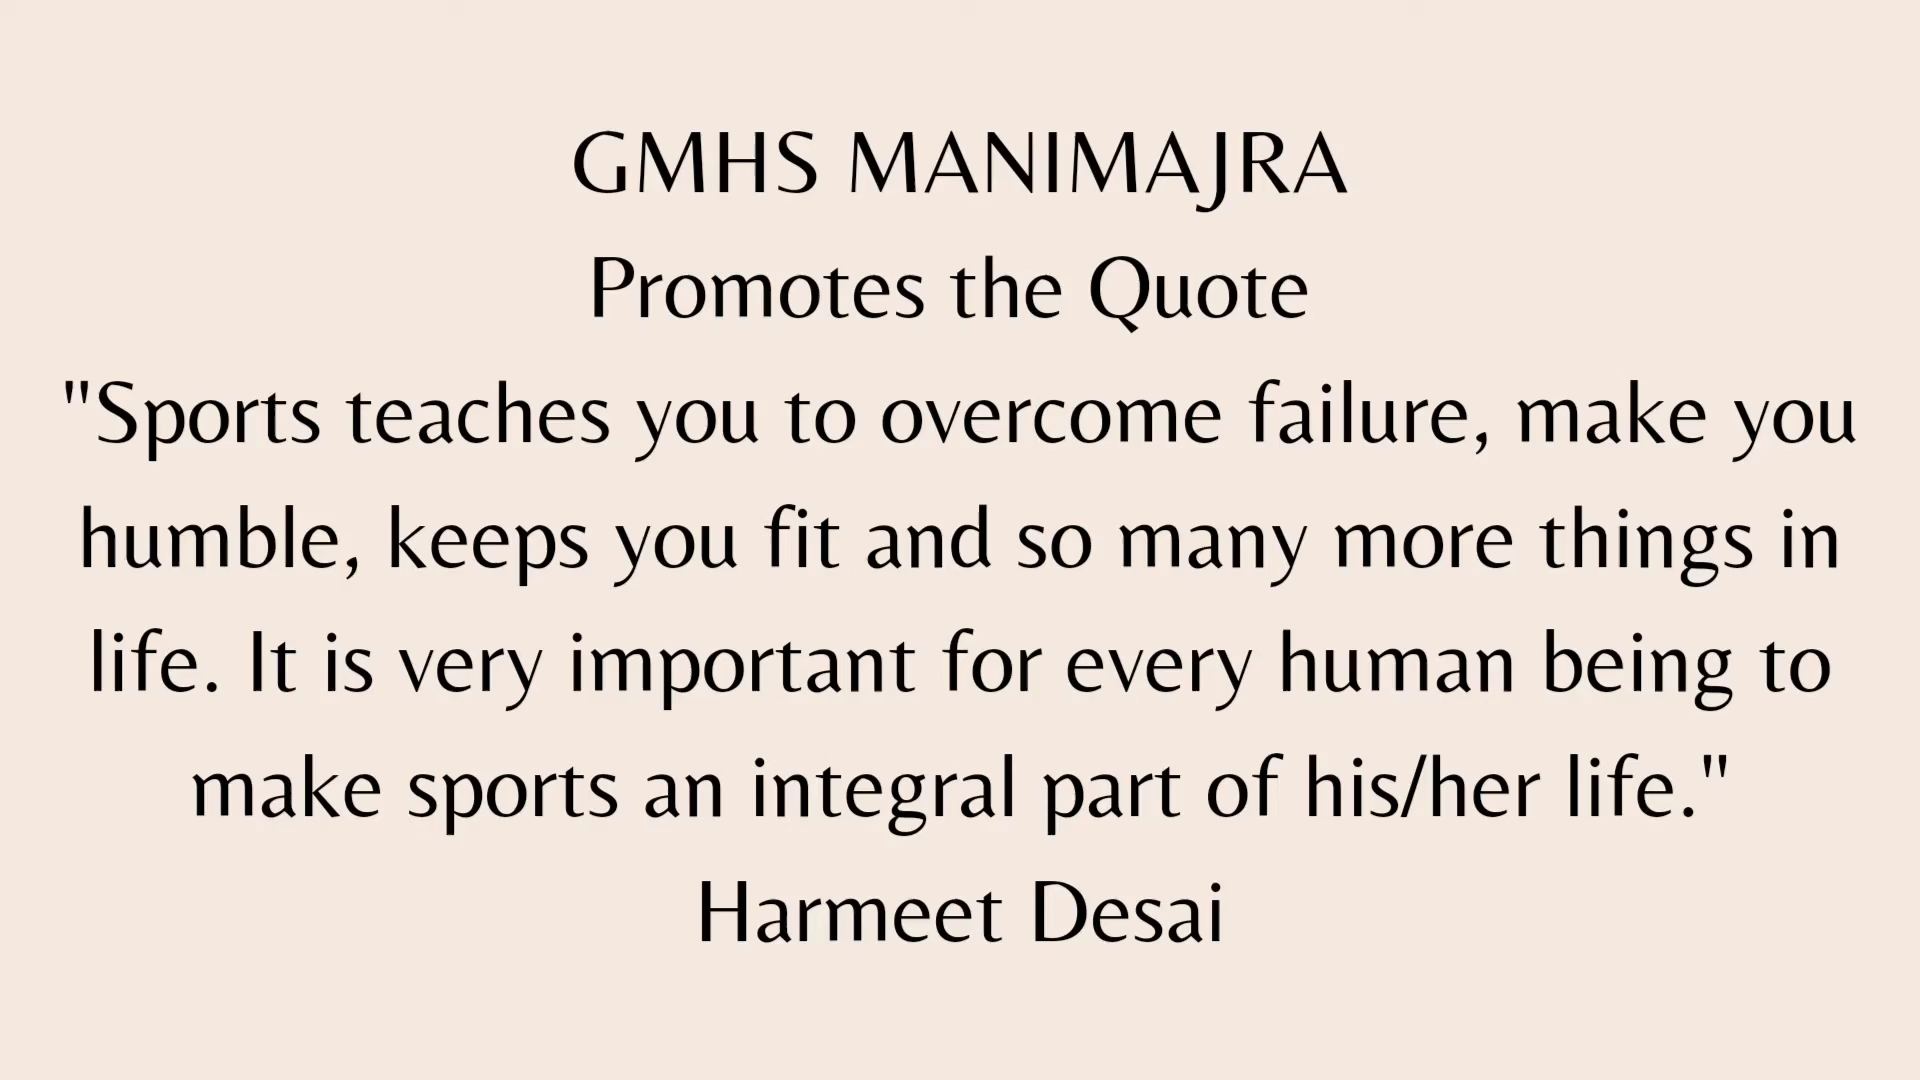 GMHS MANIMAJRA
Promotes the Quote
"Sports teaches you to overcome failure, make you
humble, keeps you fit and so many more things in
life. It is very important for every human being to
make sports an integral part of his/her life."
Harmeet Desai